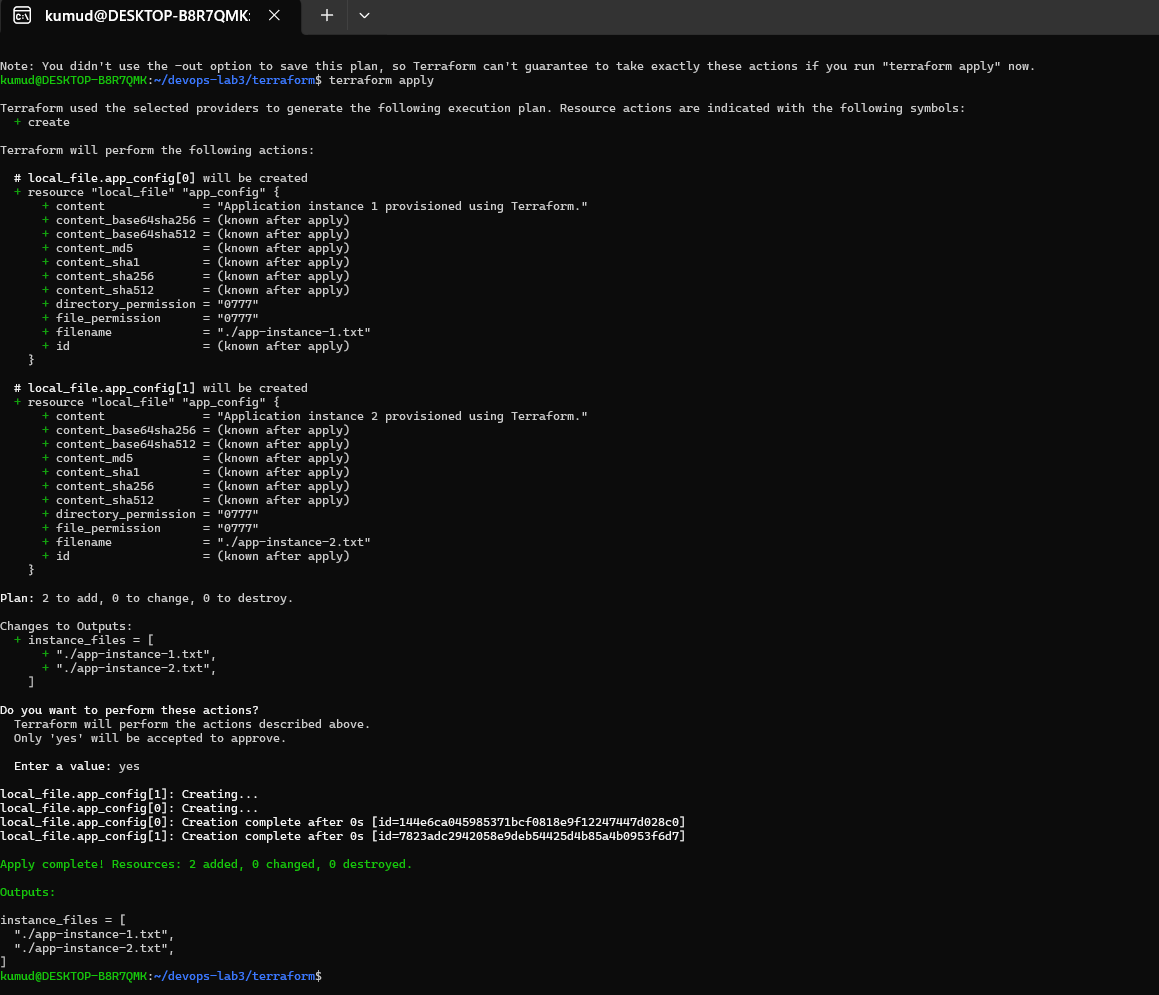 kumud@DESKTOP-B8R7QMK:
Note: You didn't use the -out option to save this plan, so Terraform can't guarantee to take exactly these actions if you run "terraform apply" now.
kumud@DESKTOP-B8R7QMK:~/devops-lab3/terraform$ terraform apply
Terraform used the selected providers to generate the following execution plan. Resource actions are indicated with the following symbols:
+ create
Terraform will perform the following actions:
# local_file.app_config[0] will be created
+ resource "local_file" "app_config" {
+ content = "Application instance 1 provisioned using Terraform."
+ content_base64sha256 = (known after apply)
+ content_base64sha512 = (known after apply)
+ content_md5 = (known after apply)
+ content_sha1 = (known after apply)
+ content_sha256 = (known after apply)
+ content_sha512 = (known after apply)
+ directory_permission = "0777"
+ file_permission = "0777"
+ filename = "./app-instance-1.txt"
+ id = (known after apply)
}
# local_file.app_config[1] will be created
+ resource "local_file" "app_config" {
+ content = "Application instance 2 provisioned using Terraform."
+ content_base64sha256 = (known after apply)
+ content_base64sha512 = (known after apply)
+ content_md5 = (known after apply)
+ content_sha1 = (known after apply)
+ content_sha256 = (known after apply)
+ content_sha512 = (known after apply)
+ directory_permission = "0777"
+ file_permission = "0777"
+ filename = "./app-instance-2.txt"
+ id = (known after apply)
}
Plan: 2 to add, 0 to change, 0 to destroy.
Changes to Outputs:
+ instance_files = [
+ "./app-instance-1.txt",
+ "./app-instance-2.txt",
]
Do you want to perform these actions?
Terraform will perform the actions described above.
Only 'yes' will be accepted to approve.
Enter a value: yes
local_file.app_config[1]: Creating...
local_file.app_config[0]: Creating...
local_file.app_config[0]: Creation complete after 0s [id=144e6ca045985371bcf0818e9f12247447d028c0]
local_file.app_config[1]: Creation complete after 0s [id=7823adc2942058e9deb54425d4b85a4b0953f6d7]
Apply complete! Resources: 2 added, 0 changed, 0 destroyed.
Outputs:
instance_files = [
"./app-instance-1.txt",
"./app-instance-2.txt",
]
kumud@DESKTOP-B8R7QMK:~/devops-lab3/terraform$